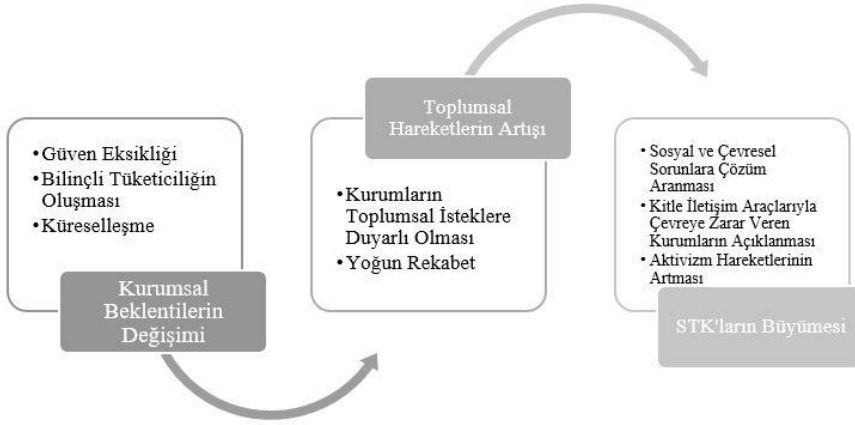 •Güven Eksikliği
•Bilinçli Tüketiciliğin
Oluşması
•Küreselleşme
Kurumsal
Beklentilerin
Değişimi
Toplumsal
Hareketlerin Artışı
•Kurumların
Toplumsal İsteklere
Duyarlı Olması
•Yoğun Rekabet
• Sosyal ve Çevresel
Sorunlara Çözüm
Aranması
• Kitle İletişim Araçlarıyla
Çevreye Zarar Veren
Kurumların Açıklanması
• Aktivizm Hareketlerinin
Artması
STK'ların Büyümesi